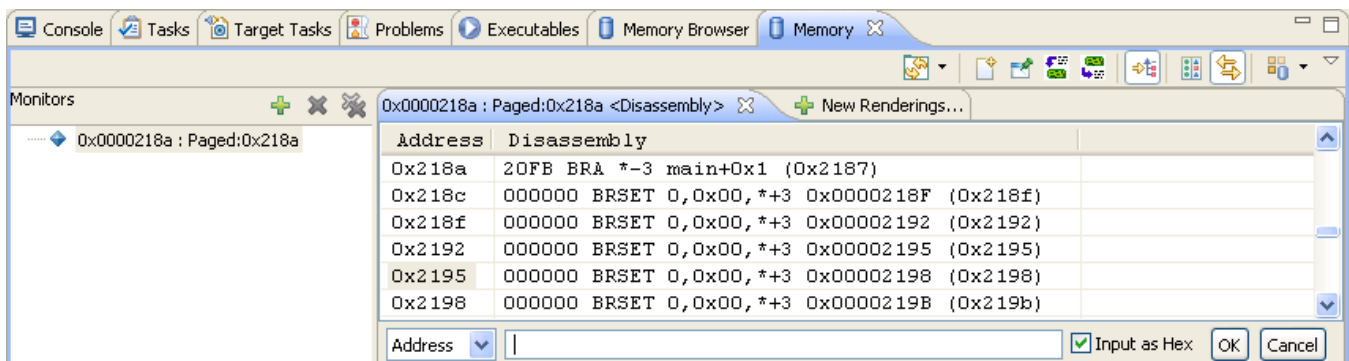 Console Tasks Target Tasks Problems Executables Memory Browser Memory
Monitors
0x0000218a : Paged:0x218a <Disassembly> New Renderings...
0x0000218a : Paged:0x218a
Address Disassembly
0x218a 20FB BRA *-3 main+0x1 (0x2187)
0x218c 000000 BRSET 0,0x00,*+3 0x0000218F (0x218f)
0x218f 000000 BRSET 0,0x00,*+3 0x00002192 (0x2192)
0x2192 000000 BRSET 0,0x00,*+3 0x00002195 (0x2195)
0x2195 000000 BRSET 0,0x00,*+3 0x00002198 (0x2198)
0x2198 000000 BRSET 0,0x00,*+3 0x0000219B (0x219b)
Address Input as Hex OK Cancel